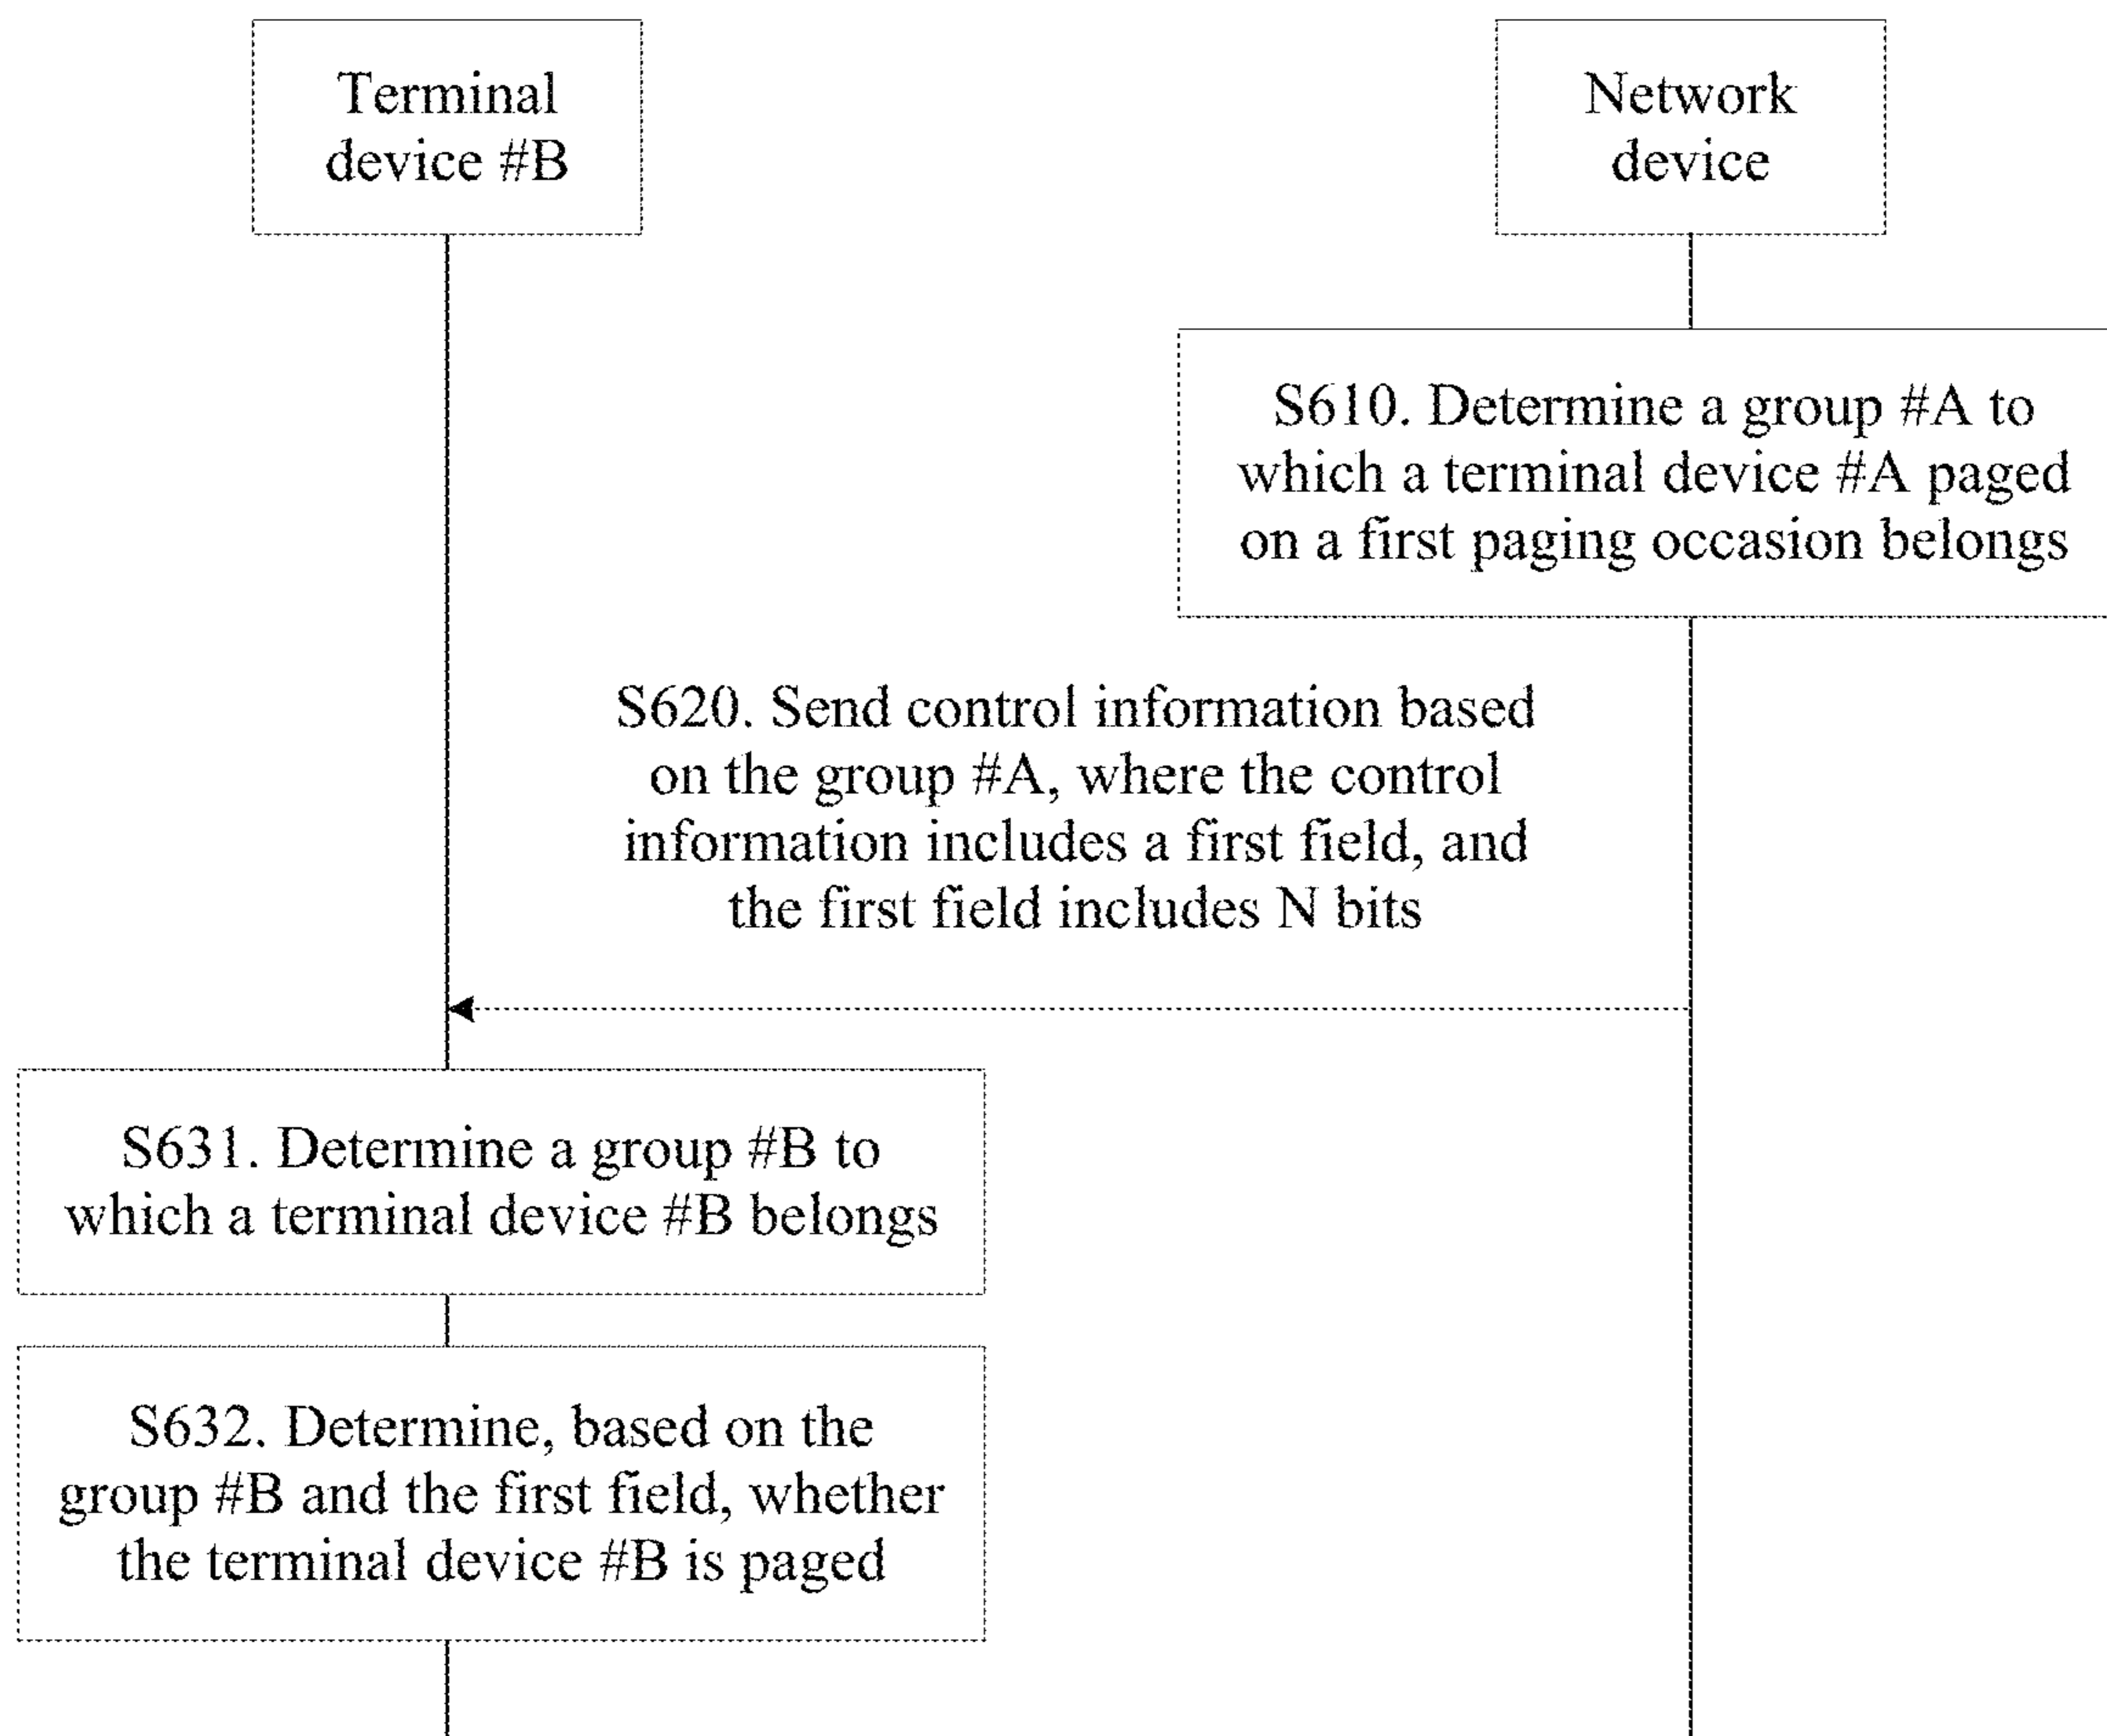 Terminal
device #B
Network
device
S610. Determine a group #A to
which a terminal device #A paged
on a first paging occasion belongs
S620. Send control information based
on the group #A, where the control
information includes a first field, and
the first field includes N bits
S631. Determine a group #B to
which a terminal device #B belongs
S632. Determine, based on the
group #B and the first field, whether
the terminal device #B is paged